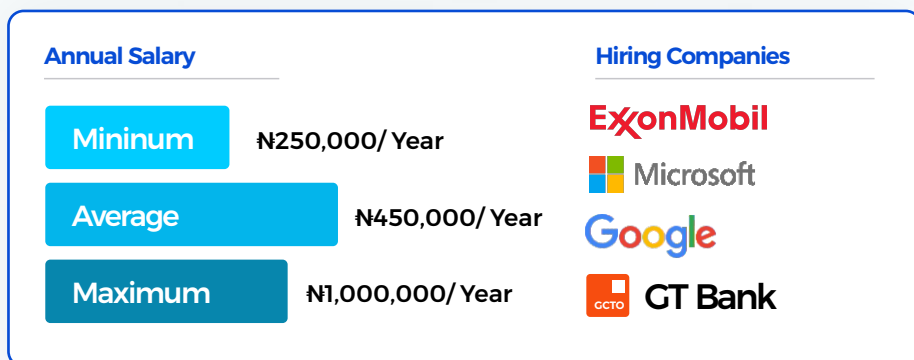 Annual Salary
Mininum
₦250,000/ Year
Average
₦450,000/ Year
Maximum
₦1,000,000/ Year
Hiring Companies
ExxonMobil
Microsoft
Google
GCTO
GT Bank